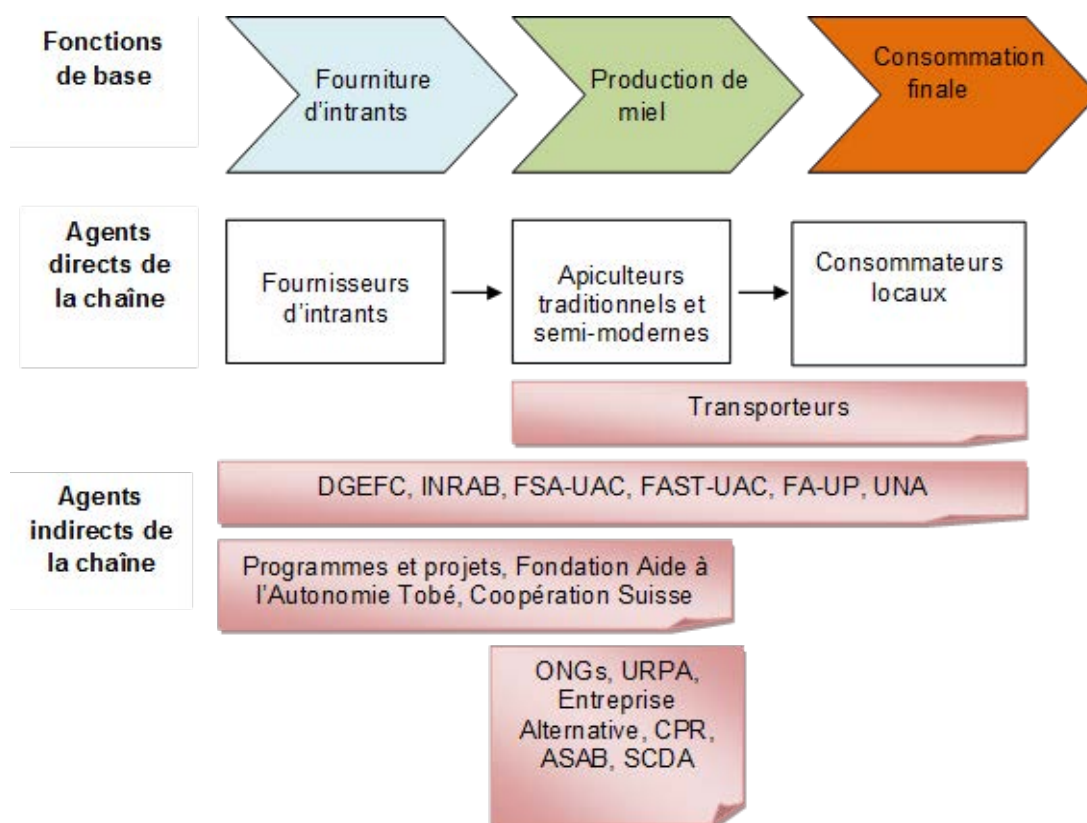 Fonctions
de base
Fourniture
d'intrants
Production de
miel
Consommation
finale
Agents
directs de
la chaîne
Fournisseurs
d'intrants
Apiculteurs
traditionnels et
semi-modernes
Consommateurs
locaux
Transporteurs
Agents
indirects de
la chaîne
DGEFC, INRAB, FSA-UAC, FAST-UAC, FA-UP, UNA
Programmes et projets, Fondation Aide à
l'Autonomie Tobé, Coopération Suisse
ONGs, URPA,
Entreprise
Alternative, CPR,
ASAB, SCDA